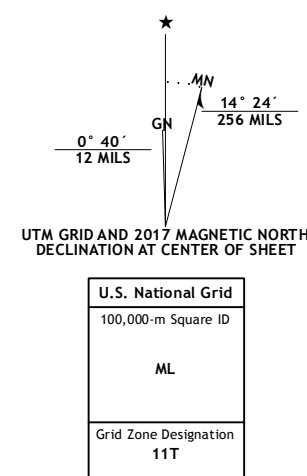 ★
MN
GN
14° 24´
256 MILS
0° 40´
12 MILS
UTM GRID AND 2017 MAGNETIC NORTH
DECLINATION AT CENTER OF SHEET
U.S. National Grid
100,000-m Square ID
ML
Grid Zone Designation
11T